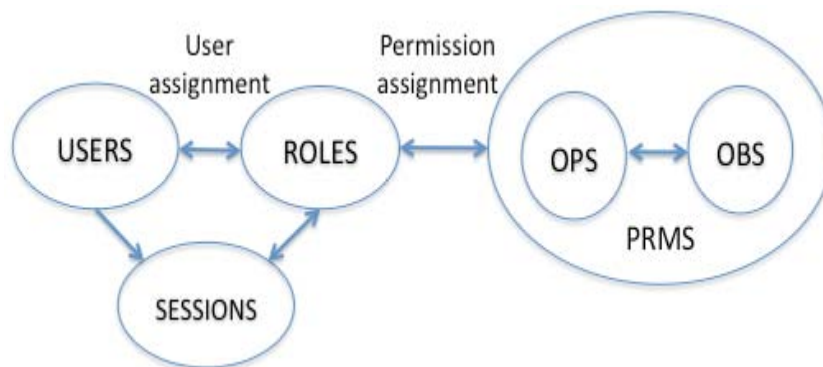 User
assignment
Permission
assignment
USERS
ROLES
OPS
OBS
PRMS
SESSIONS